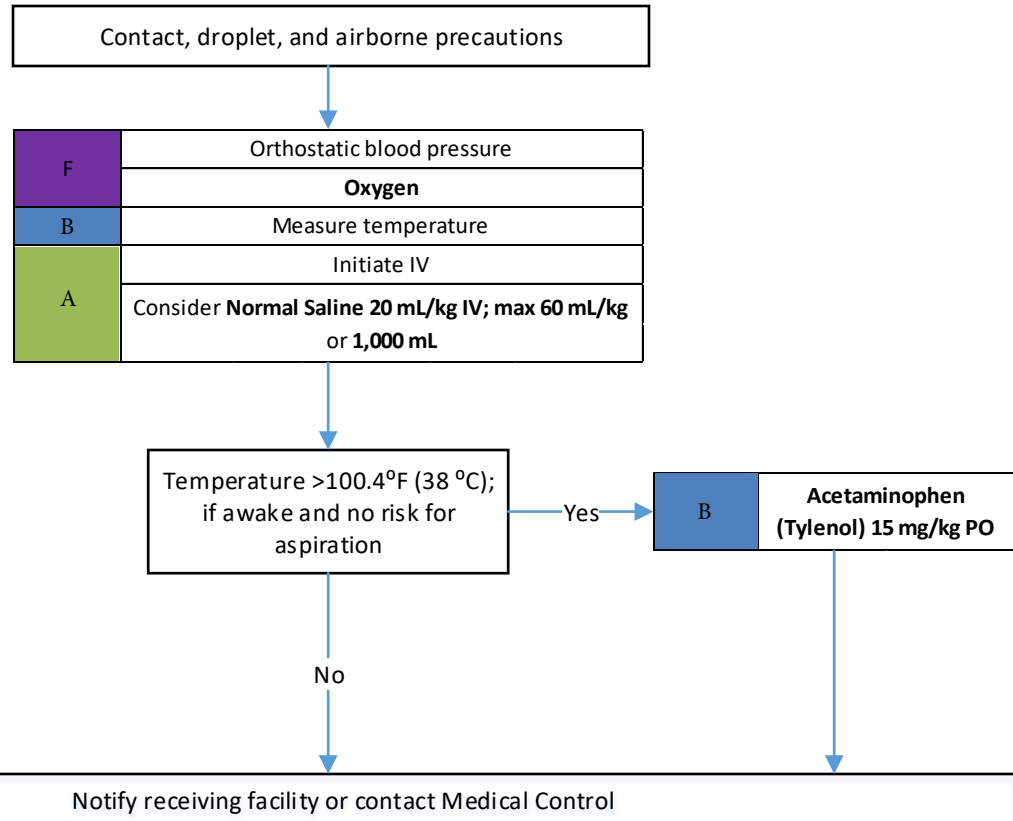 Contact, droplet, and airborne precautions
F
Orthostatic blood pressure
Oxygen
B
Measure temperature
A
Initiate IV
Consider Normal Saline 20 mL/kg IV; max 60 mL/kg
or 1,000 mL
Temperature >100.4⁰F (38 ⁰C);
if awake and no risk for
aspiration
Yes
B
Acetaminophen
(Tylenol) 15 mg/kg PO
No
Notify receiving facility or contact Medical Control